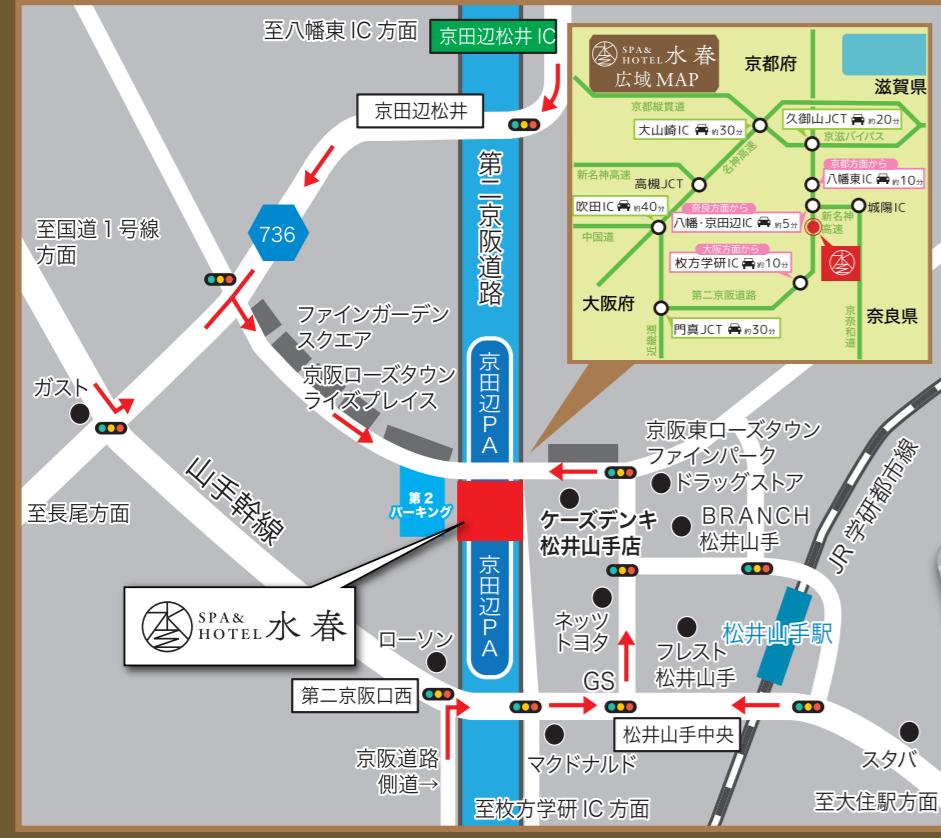 至八幡東IC方面
京田辺松井IC
京田辺松井
第二京阪道路
736
至国道1号線
方面
SPA&
HOTEL 水春
広域MAP
京都府
滋賀県
京都縦貫道
大山崎IC 約30分
久御山JCT 約20分
京滋バイパス
名神高速
新名神高速
高槻JCT
京都方面から
八幡東IC 約10分
吹田IC 約40分
奈良方面から
八幡・京田辺IC 約5分
新名神
高速
城陽IC
中国道
大阪方面から
枚方学研IC 約10分
大阪府
第二京阪道路
門真JCT 約30分
近畿道
京奈和道
奈良県
ファインガーデン
スクエア
京阪ローズタウン
ライズプレイス
京田辺PA
ガスト
京阪東ローズタウン
ファインパーク
ドラッグストア
山手幹線
至長尾方面
第2
パーキング
ケーズデンキ
松井山手店
BRANCH
松井山手
JR学研都市線
京田辺PA
SPA&
HOTEL 水春
ネッツ
トヨタ
フレスト
松井山手
松井山手駅
ローソン
GS
第二京阪口西
松井山手中央
京阪道路
側道→
マクドナルド
スタバ
至枚方学研IC方面
至大住駅方面